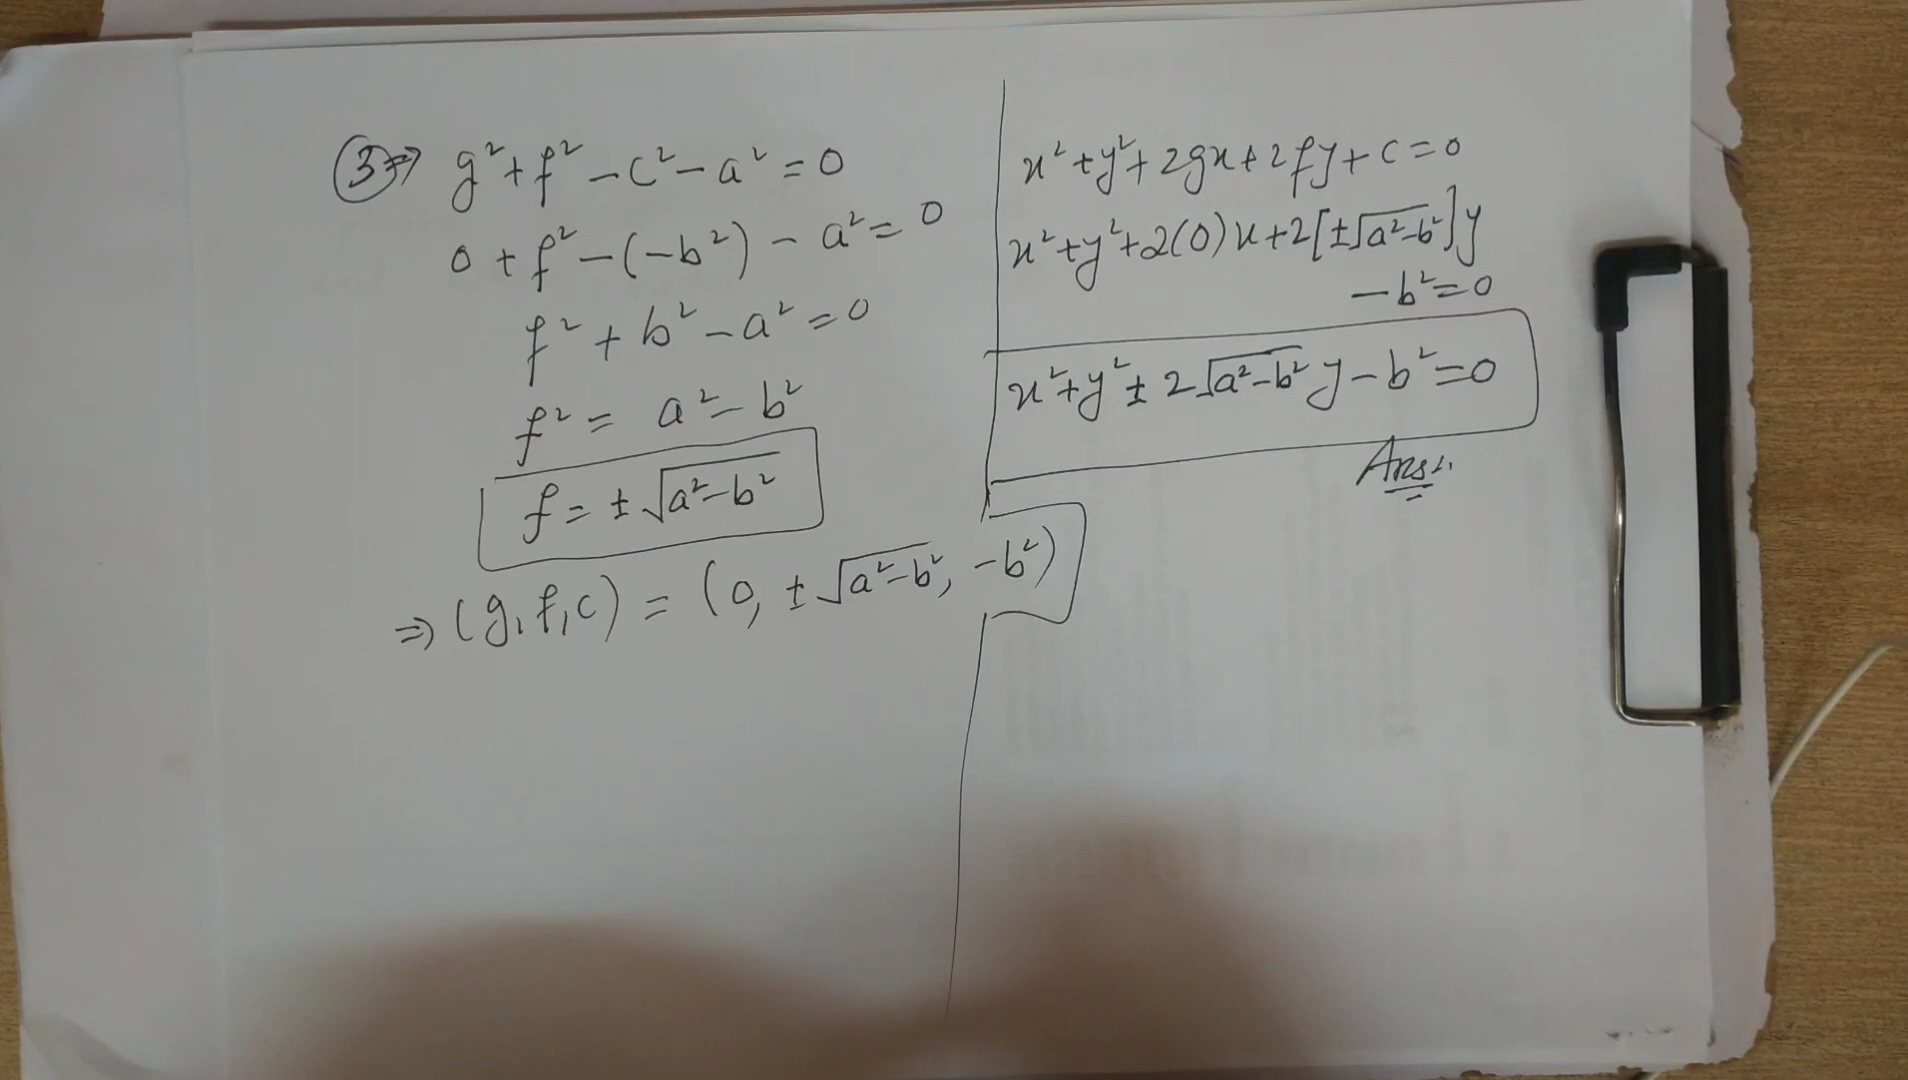 ③⇒ g²+f²−c²−a²=0
0+f²−(−b²)−a²=0
f²+b²−a²=0
f²= a²−b²
f=±√a²−b²
⇒(g,f,c) = (0, ±√a²−b², −b²)
x²+y²+2gx+2fy+c=0
x²+y²+2(0)x+2[±√a²−b²]y
−b²=0
x²+y²±2√a²−b² y−b²=0
Ans.